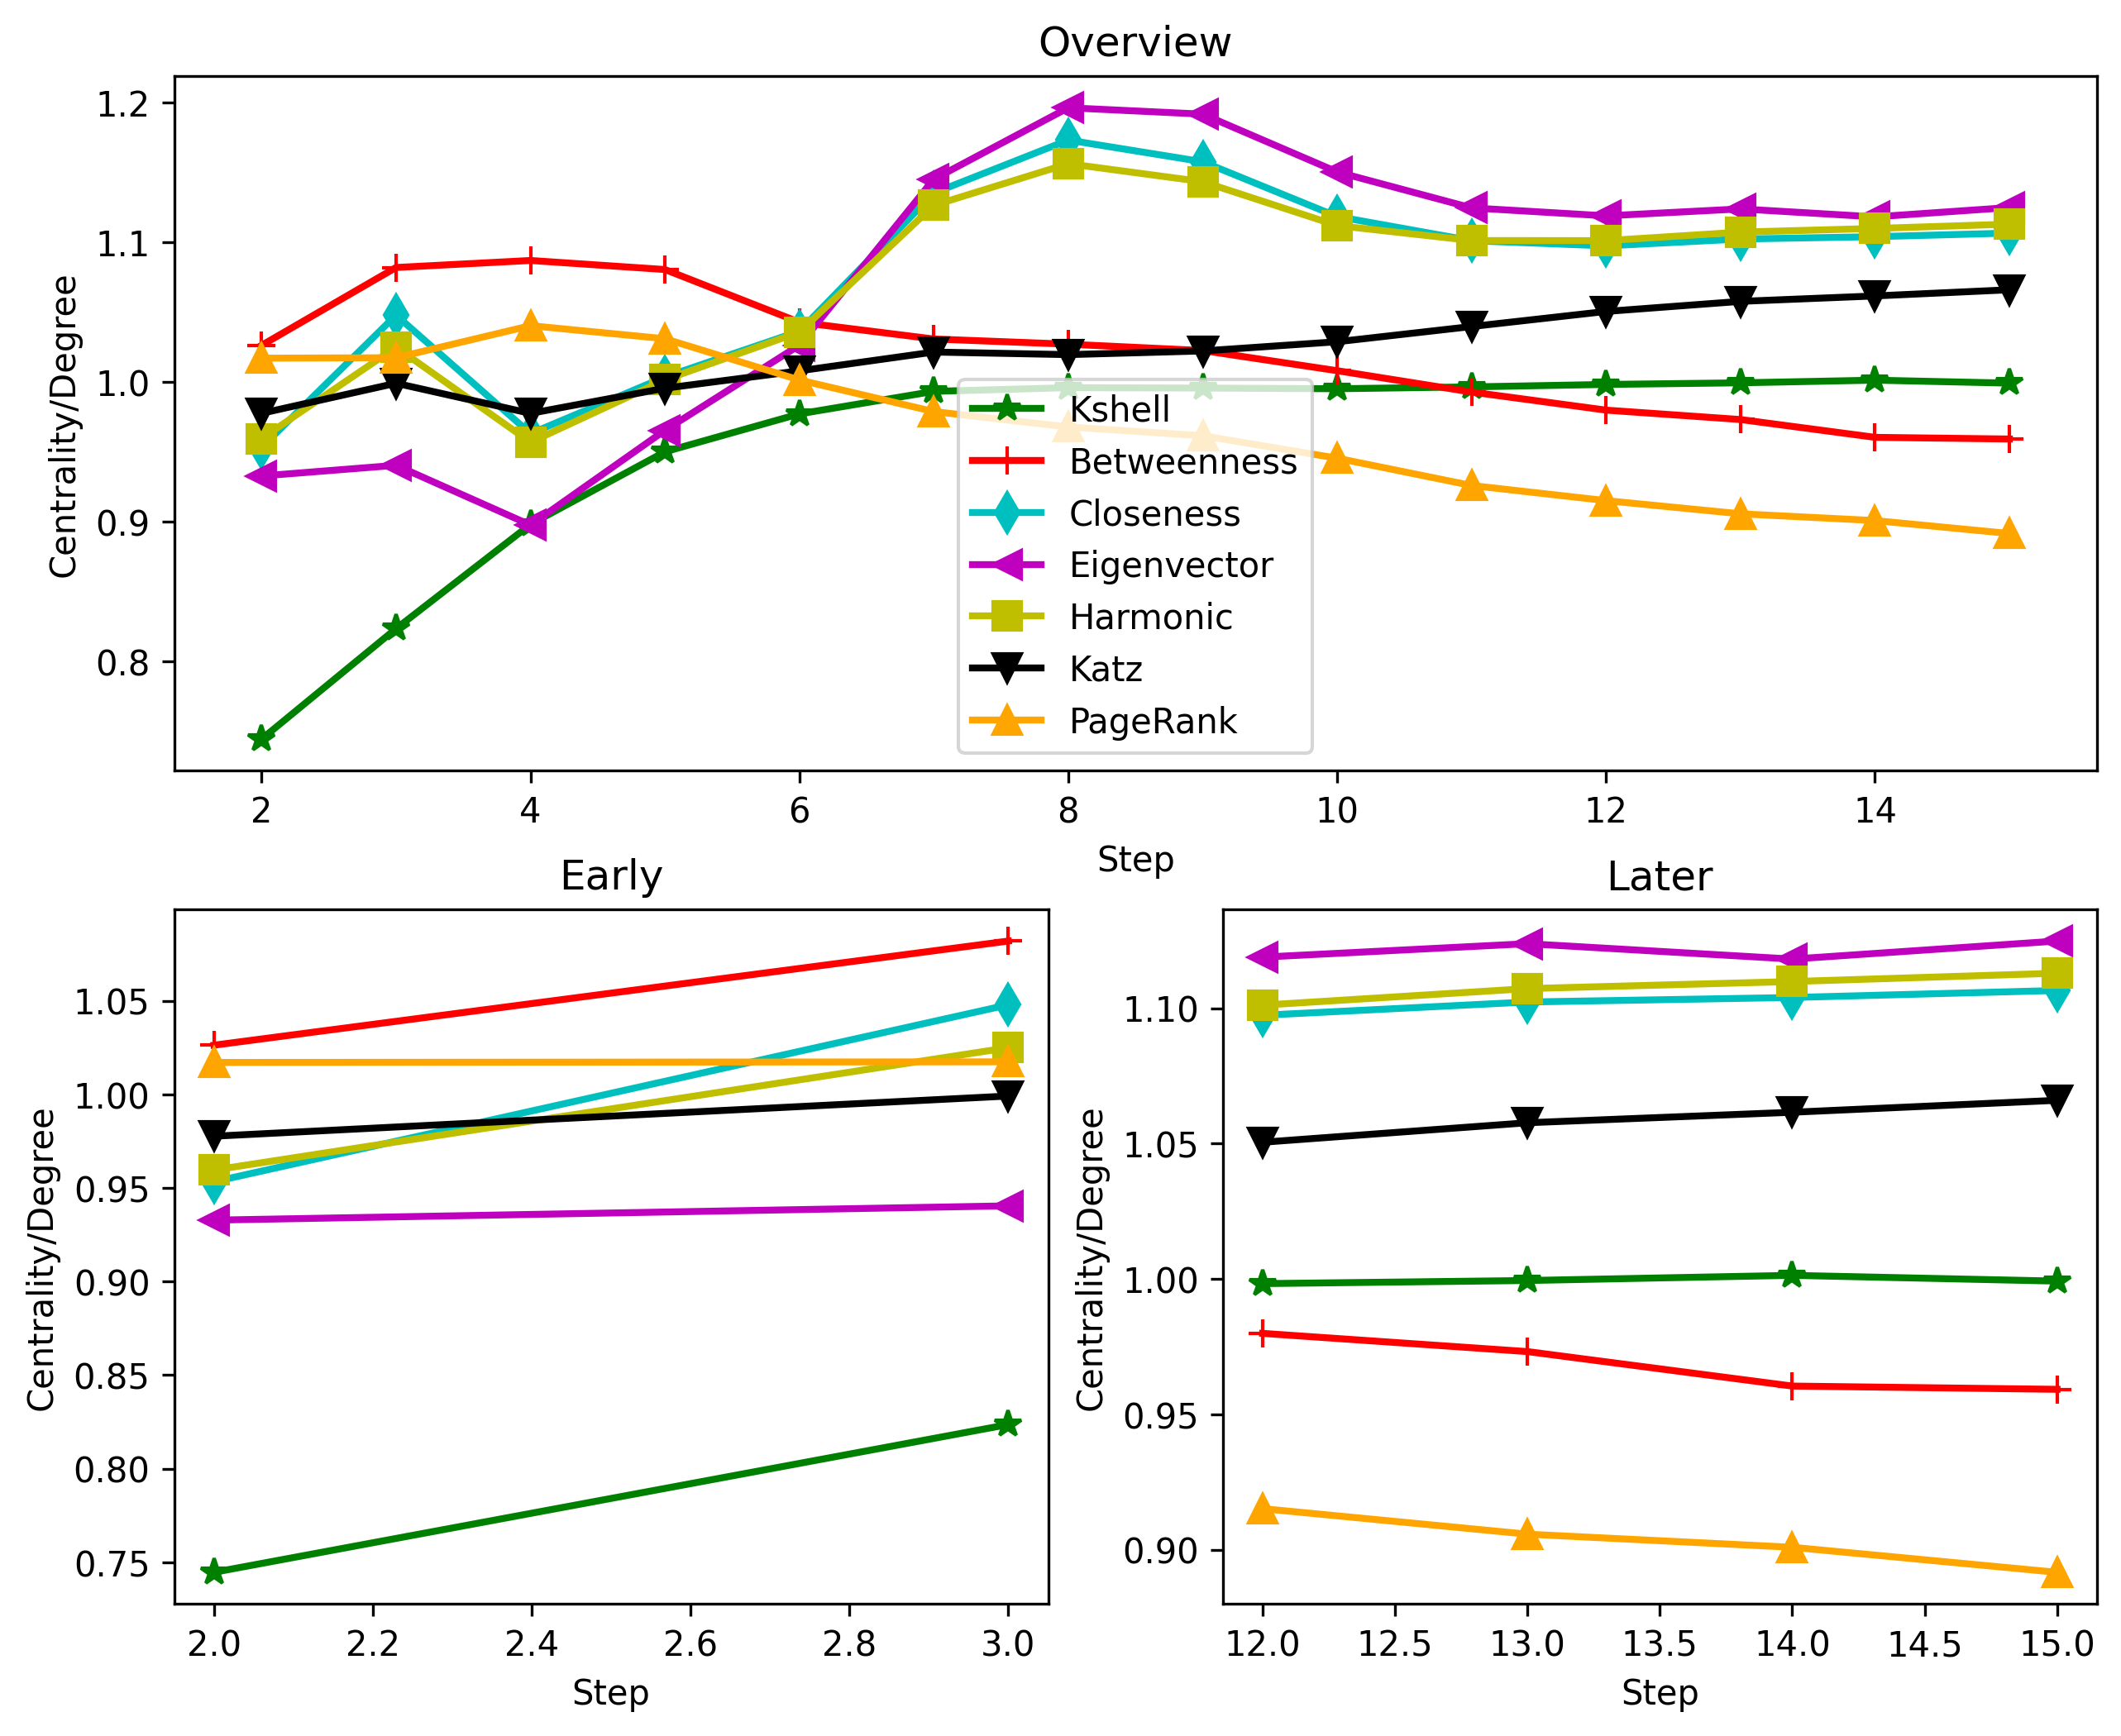 Overview
Centrality/Degree
1.2
1.1
1.0
0.9
0.8
Kshell
Betweenness
Closeness
Eigenvector
Harmonic
Katz
PageRank
2 4 6 8 10 12 14
Step
Early
Centrality/Degree
1.05
1.00
0.95
0.90
0.85
0.80
0.75
2.0 2.2 2.4 2.6 2.8 3.0
Step
Later
Centrality/Degree
1.10
1.05
1.00
0.95
0.90
12.0 12.5 13.0 13.5 14.0 14.5 15.0
Step